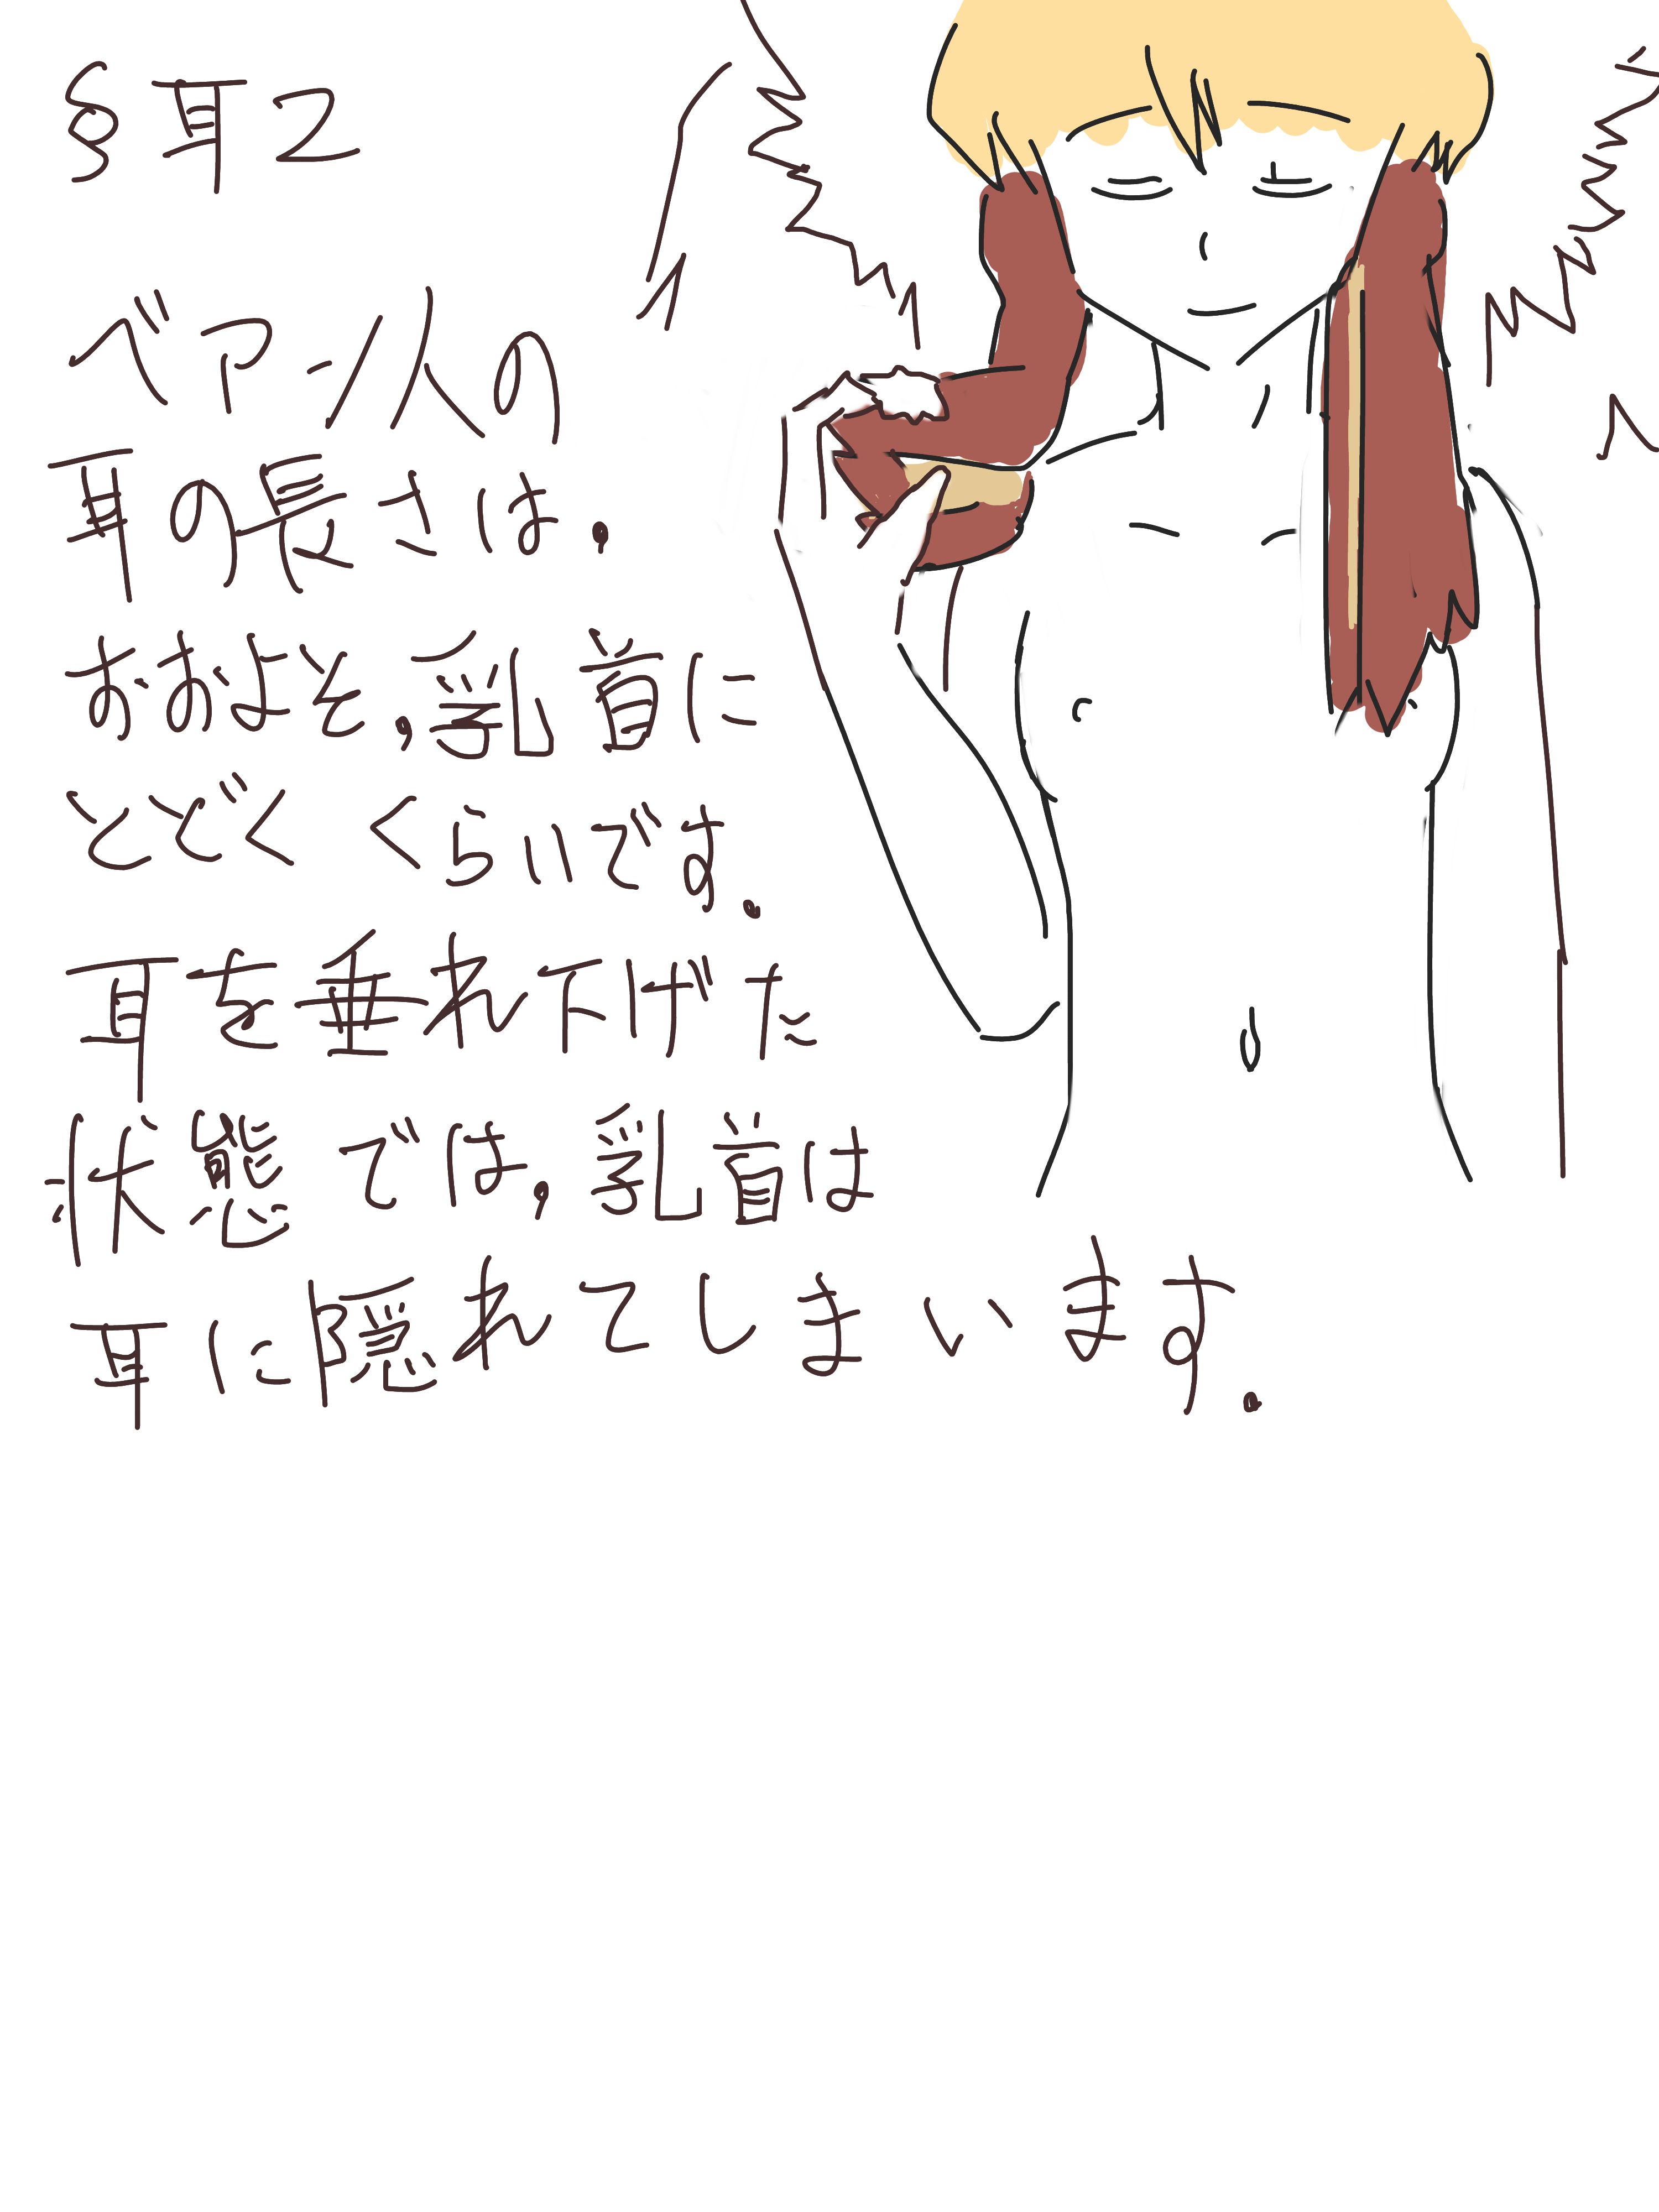 §耳2
ベアン人の
耳の長さは.
おおよそ,乳首に
とどくくらいです.
耳を垂れ下げた
状態では,乳首は
耳に隠れてしまいます.